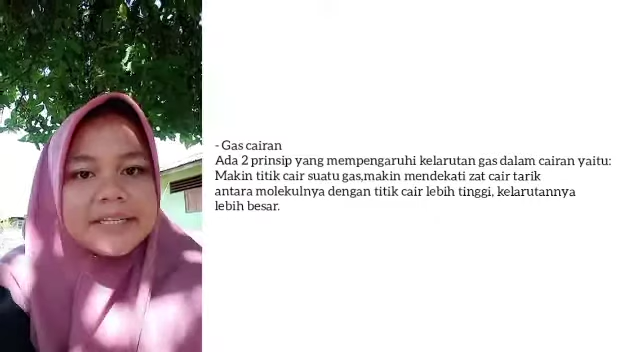 - Gas cairan
Ada 2 prinsip yang mempengaruhi kelarutan gas dalam cairan yaitu:
Makin titik cair suatu gas,makin mendekati zat cair tarik
antara molekulnya dengan titik cair lebih tinggi, kelarutannya
lebih besar.